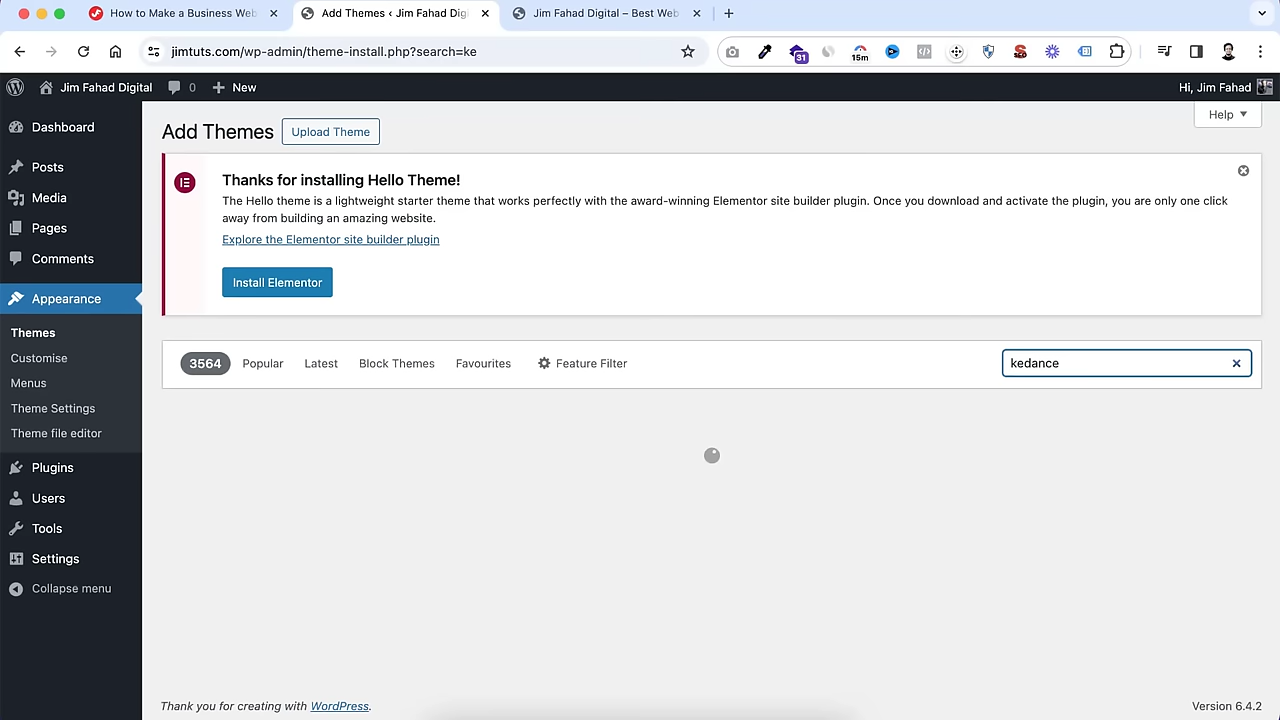 How to Make a Business Web
Add Themes ‹ Jim Fahad Digi
Jim Fahad Digital – Best Web
jimtuts.com/wp-admin/theme-install.php?search=ke
31
15m
Jim Fahad Digital
0
New
Hi, Jim Fahad
Dashboard
Posts
Media
Pages
Comments
Appearance
Themes
Customise
Menus
Theme Settings
Theme file editor
Plugins
Users
Tools
Settings
Collapse menu
Help
Add Themes
Upload Theme
Thanks for installing Hello Theme!
The Hello theme is a lightweight starter theme that works perfectly with the award-winning Elementor site builder plugin. Once you download and activate the plugin, you are only one click
away from building an amazing website.
Explore the Elementor site builder plugin
Install Elementor
3564 Popular Latest Block Themes Favourites Feature Filter
kedance
Thank you for creating with WordPress.
Version 6.4.2